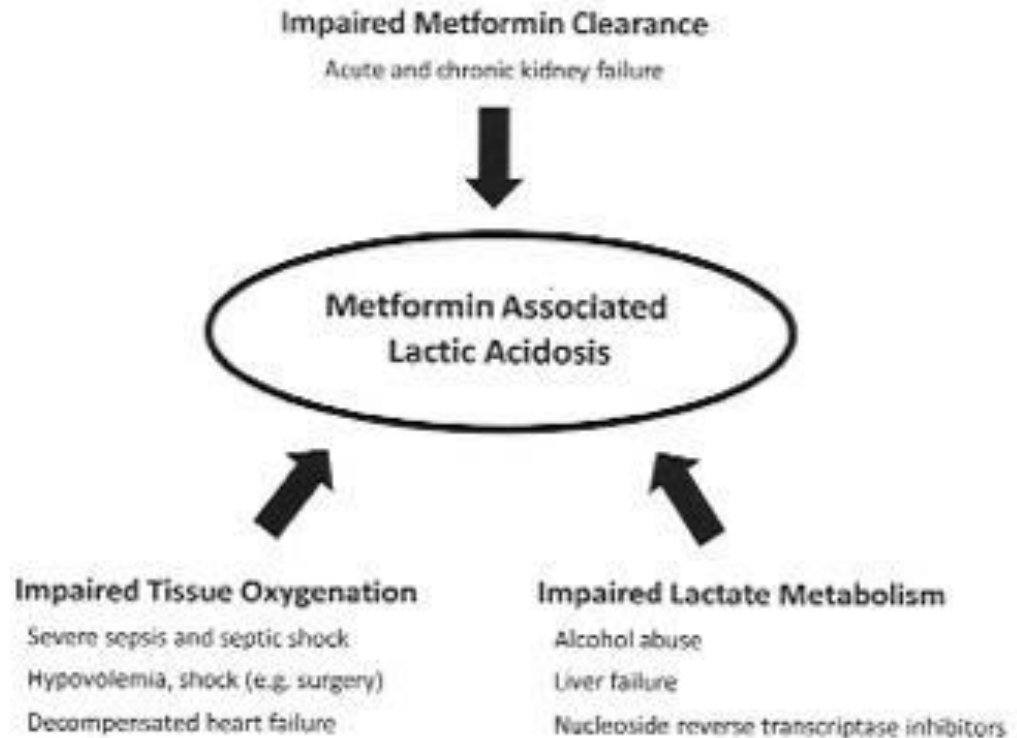 Impaired Metformin Clearance
Acute and chronic kidney failure
Metformin Associated
Lactic Acidosis
Impaired Tissue Oxygenation
Severe sepsis and septic shock
Hypovolemia, shock (e.g. surgery)
Decompensated heart failure
Impaired Lactate Metabolism
Alcohol abuse
Liver failure
Nucleoside reverse transcriptase inhibitors